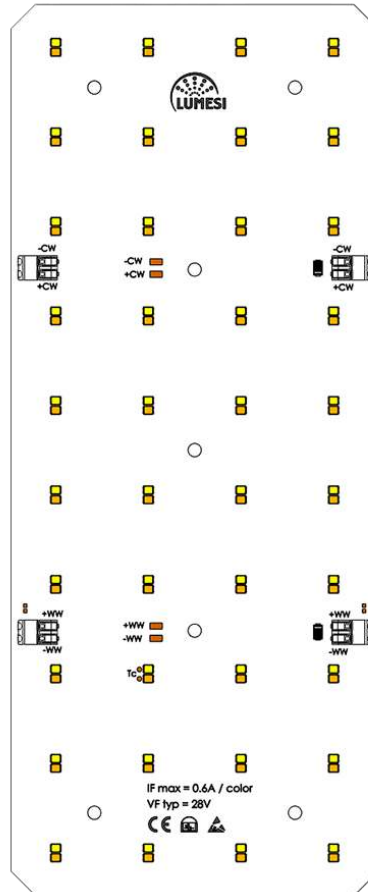 LUMESI
-CW
-CW
-CW
+CW
+CW
+CW
+WW
+WW
+WW
-WW
-WW
-WW
Tc
IF max = 0.6A / color
VF typ = 28V
CE